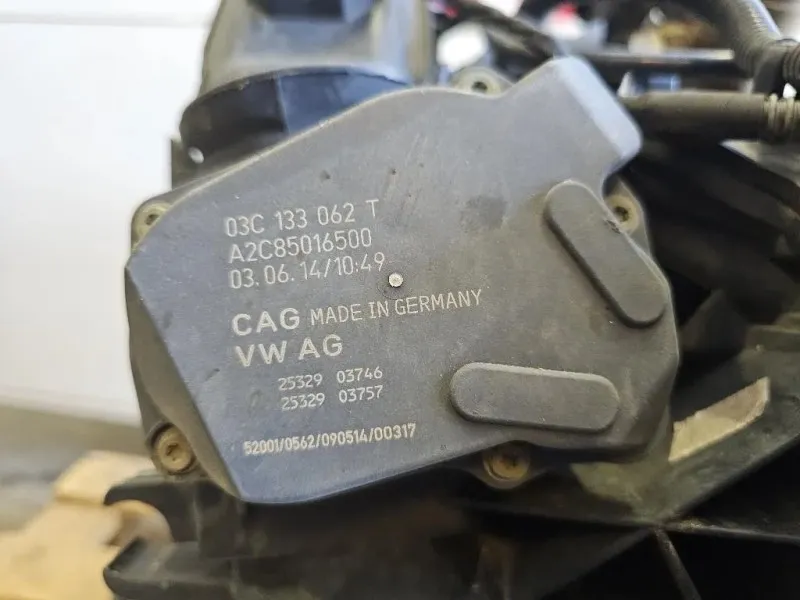 03C 133 062 T
A2C85016500
03.06.14/10:49
CAG MADE IN GERMANY
VW AG
25329 03746
25329 03757
52001/0562/090514/00317